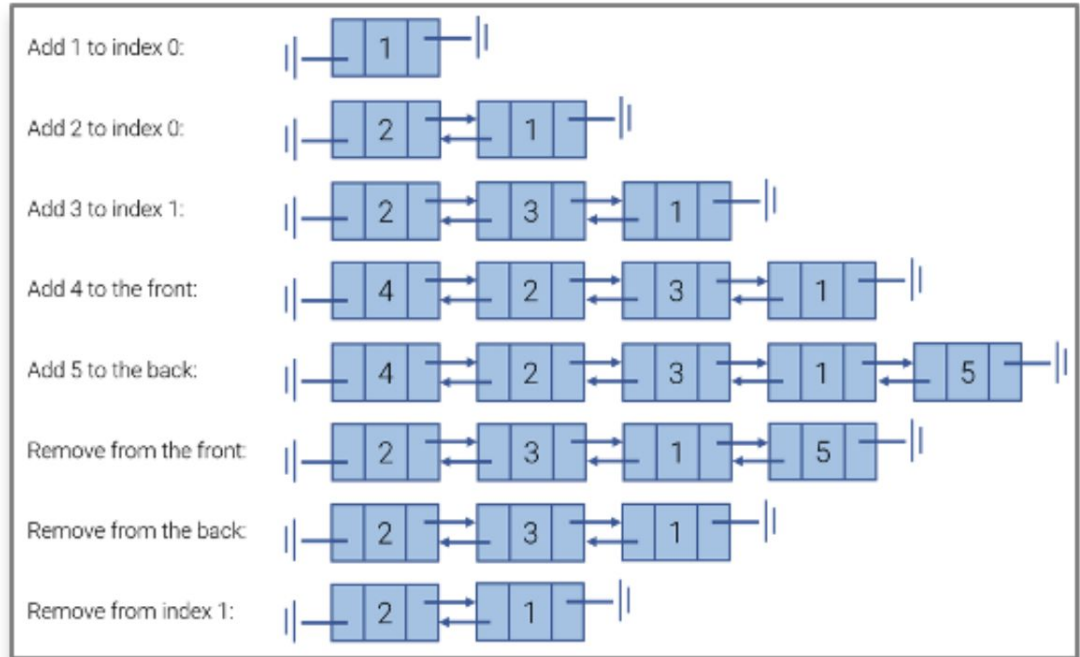 Add 1 to index 0:
1
Add 2 to index 0:
2 1
Add 3 to index 1:
2 3 1
Add 4 to the front:
4 2 3 1
Add 5 to the back:
4 2 3 1 5
Remove from the front:
2 3 1 5
Remove from the back:
2 3 1
Remove from index 1:
2 1